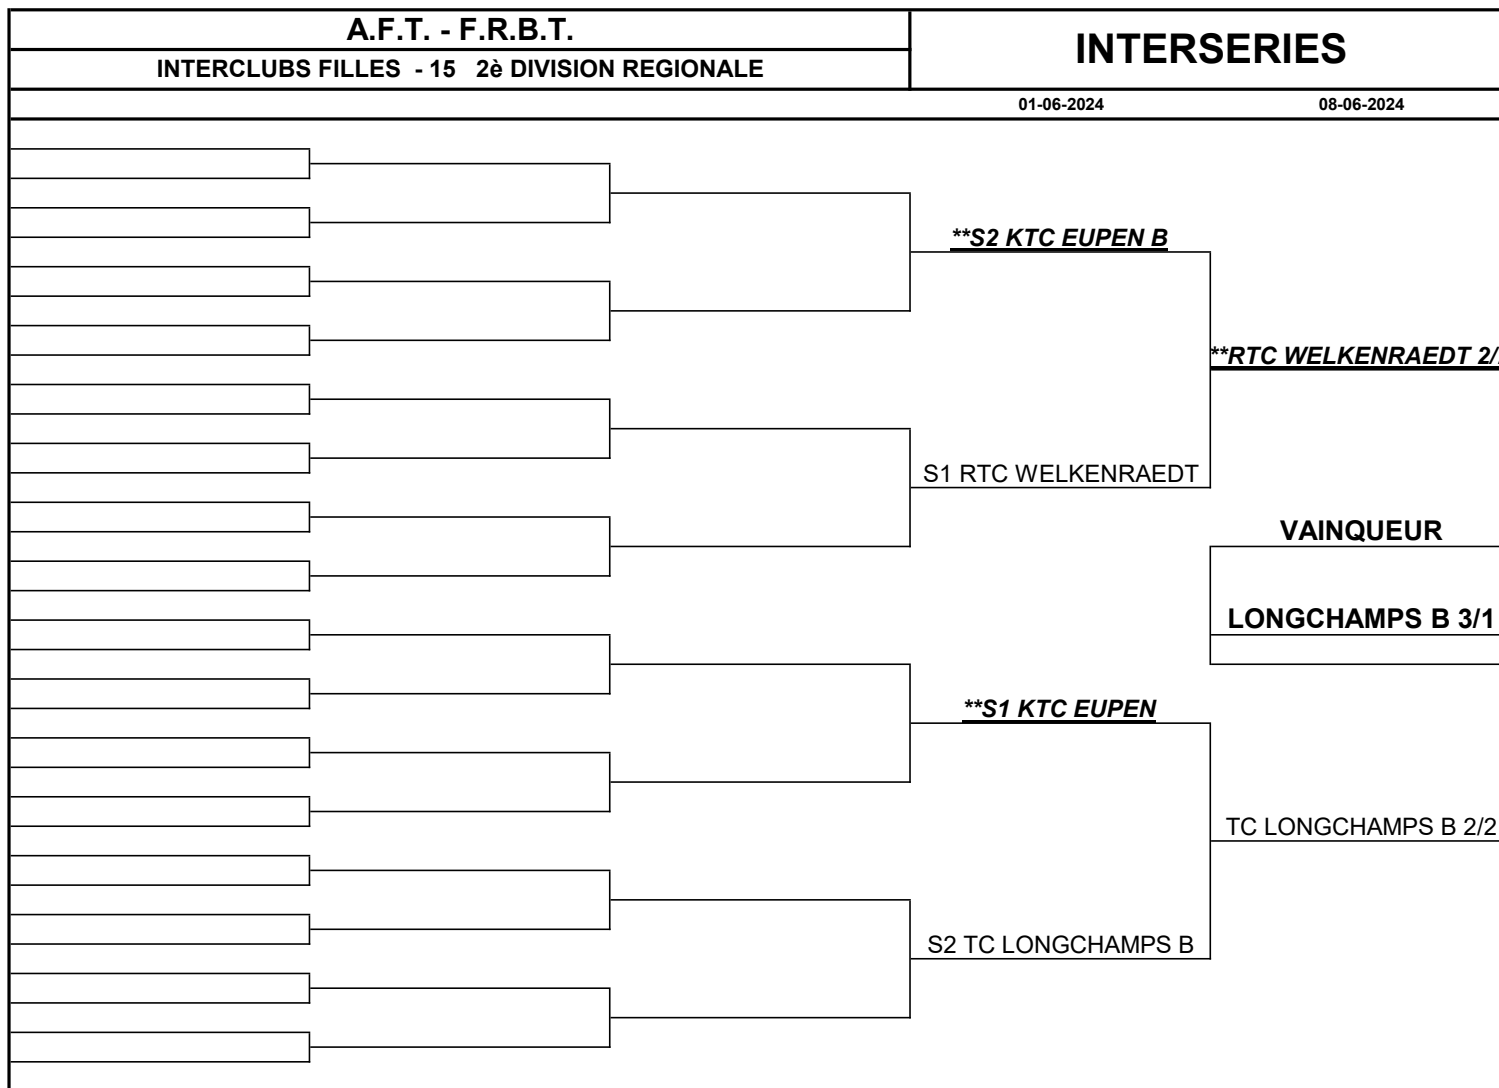 A.F.T. - F.R.B.T.
INTERSERIES
INTERCLUBS FILLES - 15 2è DIVISION REGIONALE
01-06-2024 08-06-2024
**S2 KTC EUPEN B
**RTC WELKENRAEDT 2/
S1 RTC WELKENRAEDT
VAINQUEUR
LONGCHAMPS B 3/1
**S1 KTC EUPEN
TC LONGCHAMPS B 2/2
S2 TC LONGCHAMPS B